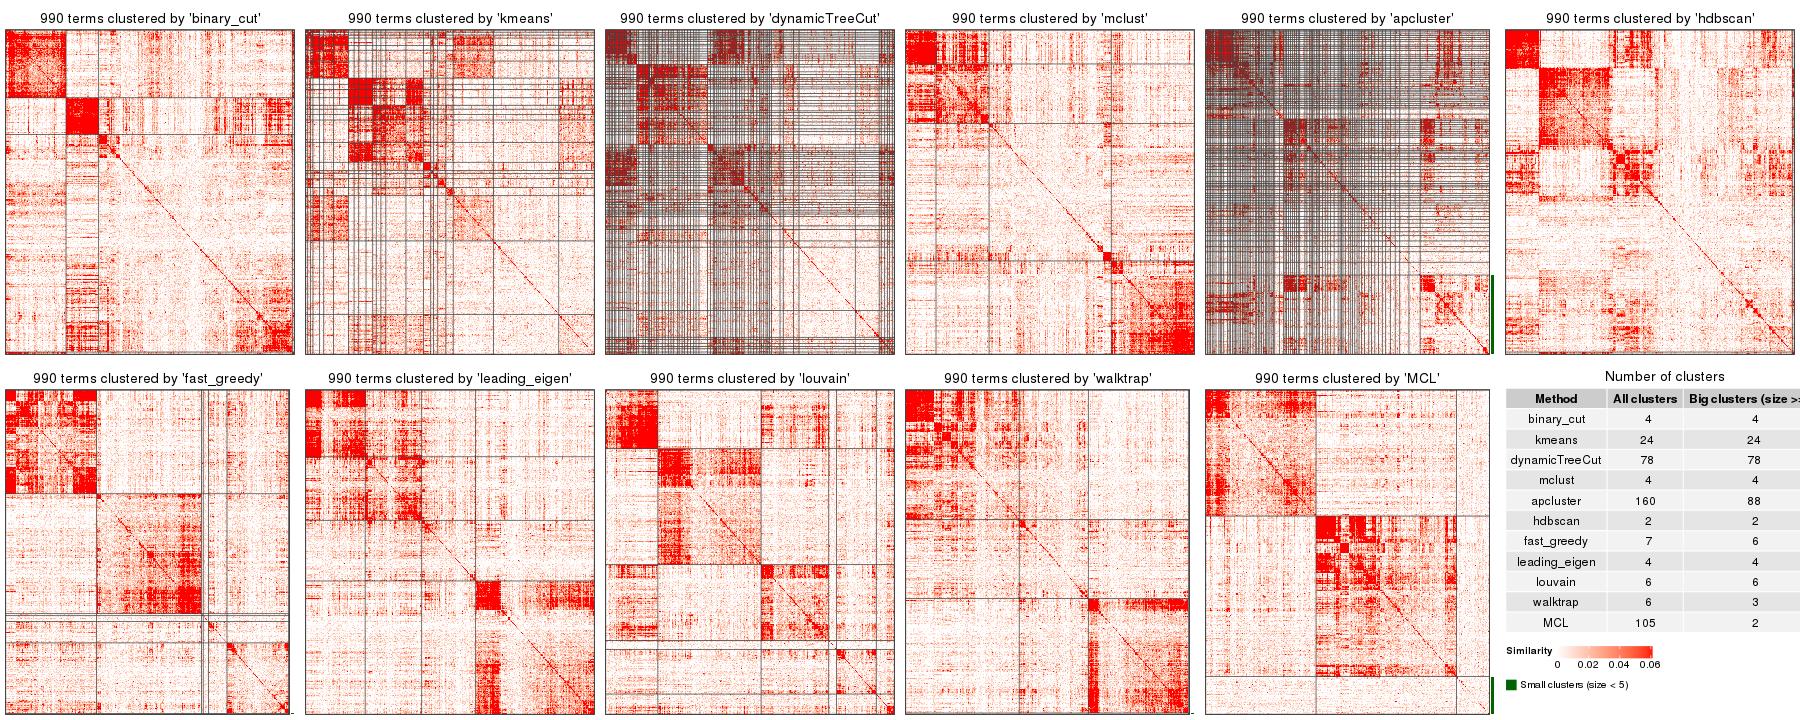 990 terms clustered by 'binary_cut'
990 terms clustered by 'kmeans'
990 terms clustered by 'dynamicTreeCut'
990 terms clustered by 'mclust'
990 terms clustered by 'apcluster'
990 terms clustered by 'hdbscan'
990 terms clustered by 'fast_greedy'
990 terms clustered by 'leading_eigen'
990 terms clustered by 'louvain'
990 terms clustered by 'walktrap'
990 terms clustered by 'MCL'
Number of clusters
Method All clusters Big clusters (size >=
binary_cut 4 4
kmeans 24 24
dynamicTreeCut 78 78
mclust 4 4
apcluster 160 88
hdbscan 2 2
fast_greedy 7 6
leading_eigen 4 4
louvain 6 6
walktrap 6 3
MCL 105 2
Similarity
0 0.02 0.04 0.06
Small clusters (size < 5)